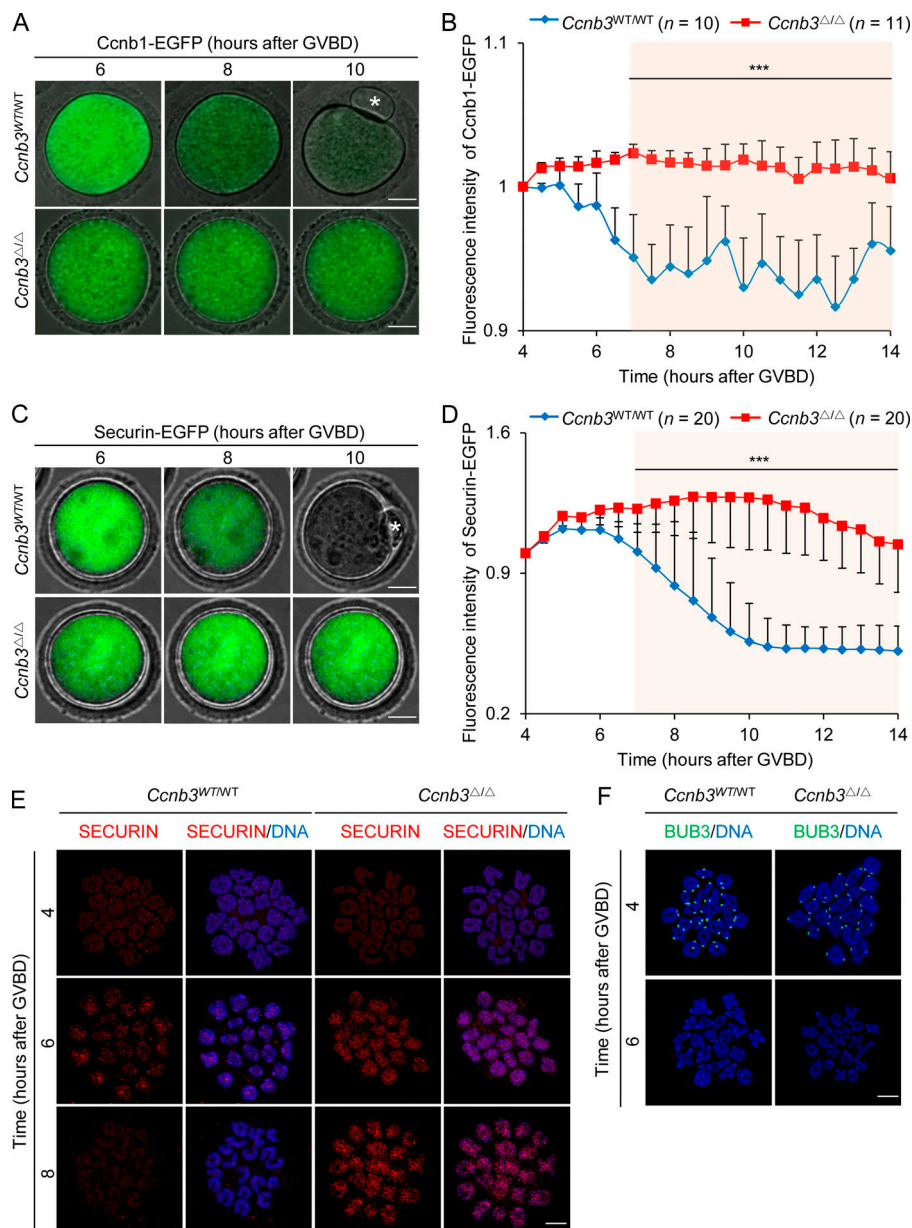 A
Ccnb1-EGFP (hours after GVBD)
6 8 10
Ccnb3WT/WT
*
Ccnb3△/△
B
Ccnb3WT/WT (n = 10) Ccnb3△/△ (n = 11)
Fluorescence intensity of Ccnb1-EGFP
1.1
1
0.9
***
4 6 8 10 12 14
Time (hours after GVBD)
C
Securin-EGFP (hours after GVBD)
6 8 10
Ccnb3WT/WT
*
Ccnb3△/△
D
Ccnb3WT/WT (n = 20) Ccnb3△/△ (n = 20)
Fluorescence intensity of Securin-EGFP
1.6
0.9
0.2
***
4 6 8 10 12 14
Time (hours after GVBD)
E
Ccnb3WT/WT Ccnb3△/△
SECURIN SECURIN/DNA SECURIN SECURIN/DNA
Time (hours after GVBD)
4
6
8
F
Ccnb3WT/WT Ccnb3△/△
BUB3/DNA BUB3/DNA
Time (hours after GVBD)
4
6